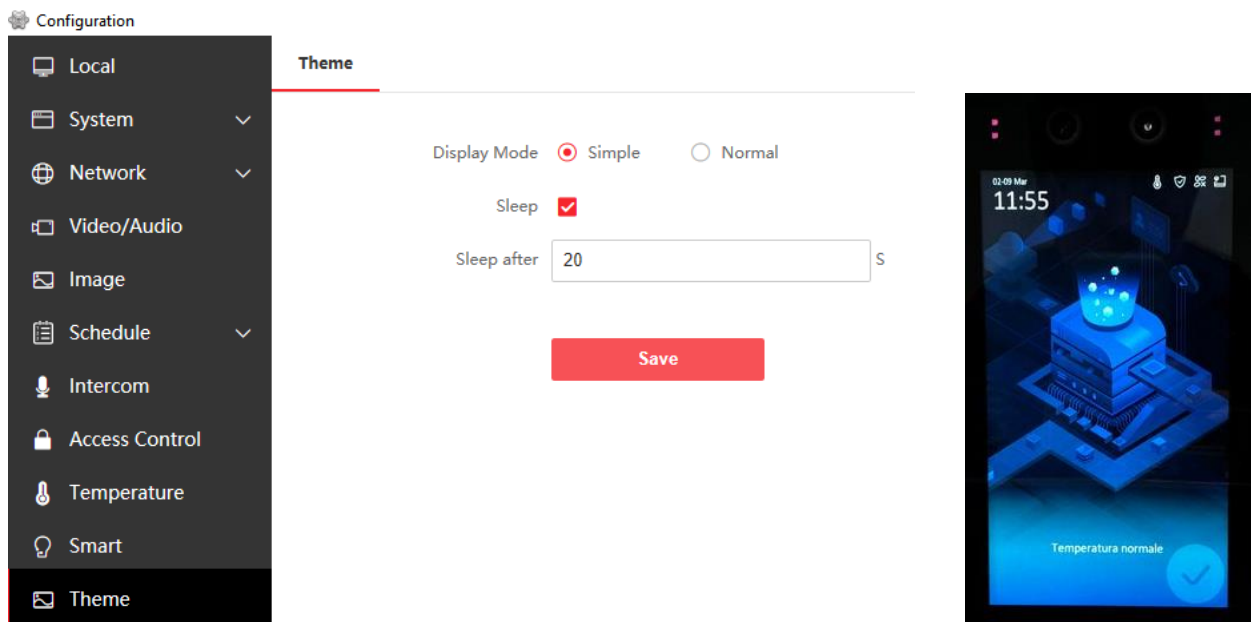 Configuration
Local
System
Network
Video/Audio
Image
Schedule
Intercom
Access Control
Temperature
Smart
Theme
Theme
Display Mode Simple Normal
Sleep
Sleep after 20 S
Save
02-09 Mar
11:55
Temperatura normale